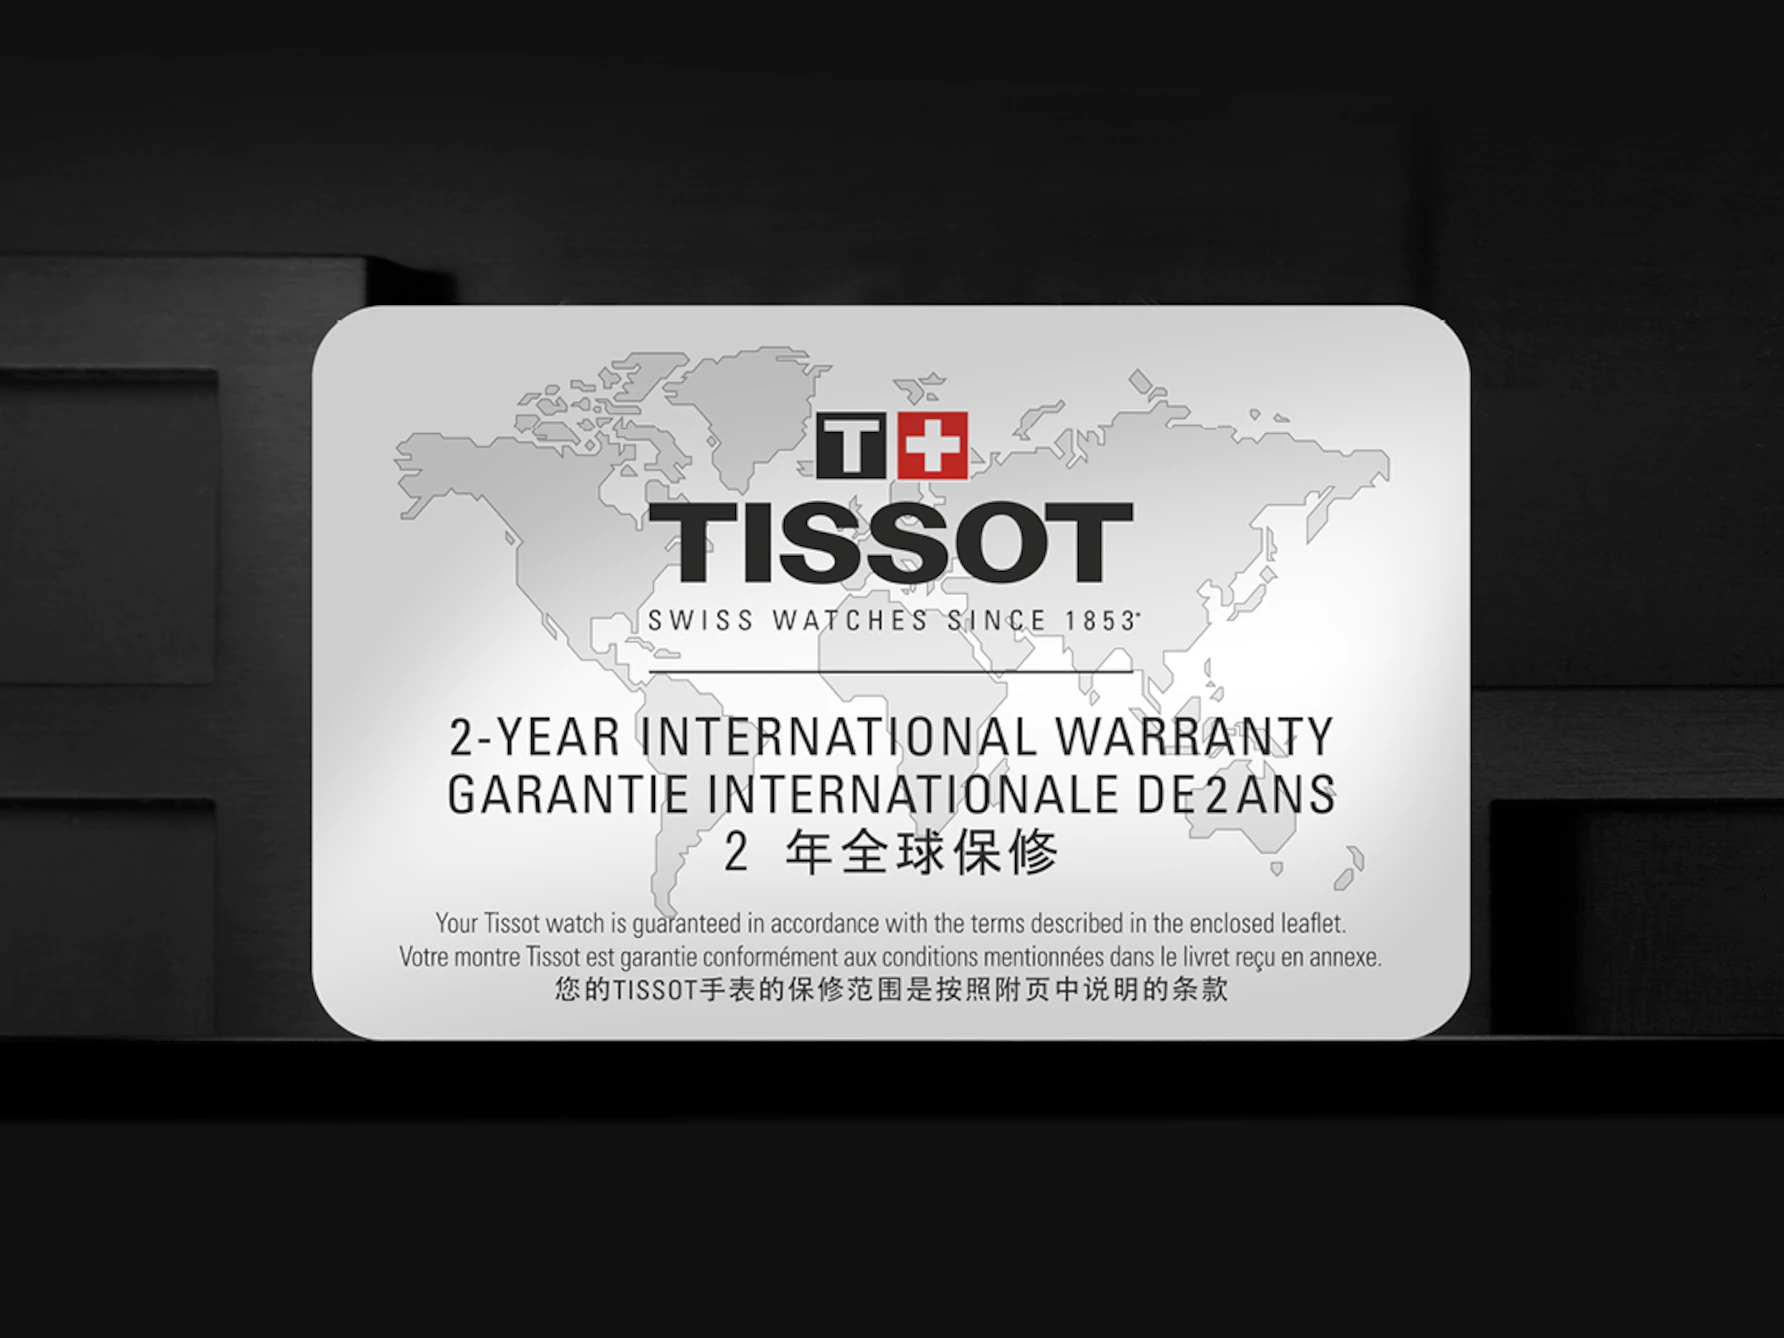 T
TISSOT
SWISS WATCHES SINCE 1853*
2-YEAR INTERNATIONAL WARRANTY
GARANTIE INTERNATIONALE DE 2 ANS
2 年全球保修
Your Tissot watch is guaranteed in accordance with the terms described in the enclosed leaflet.
Votre montre Tissot est garantie conformément aux conditions mentionnées dans le livret reçu en annexe.
您的TISSOT手表的保修范围是按照附页中说明的条款